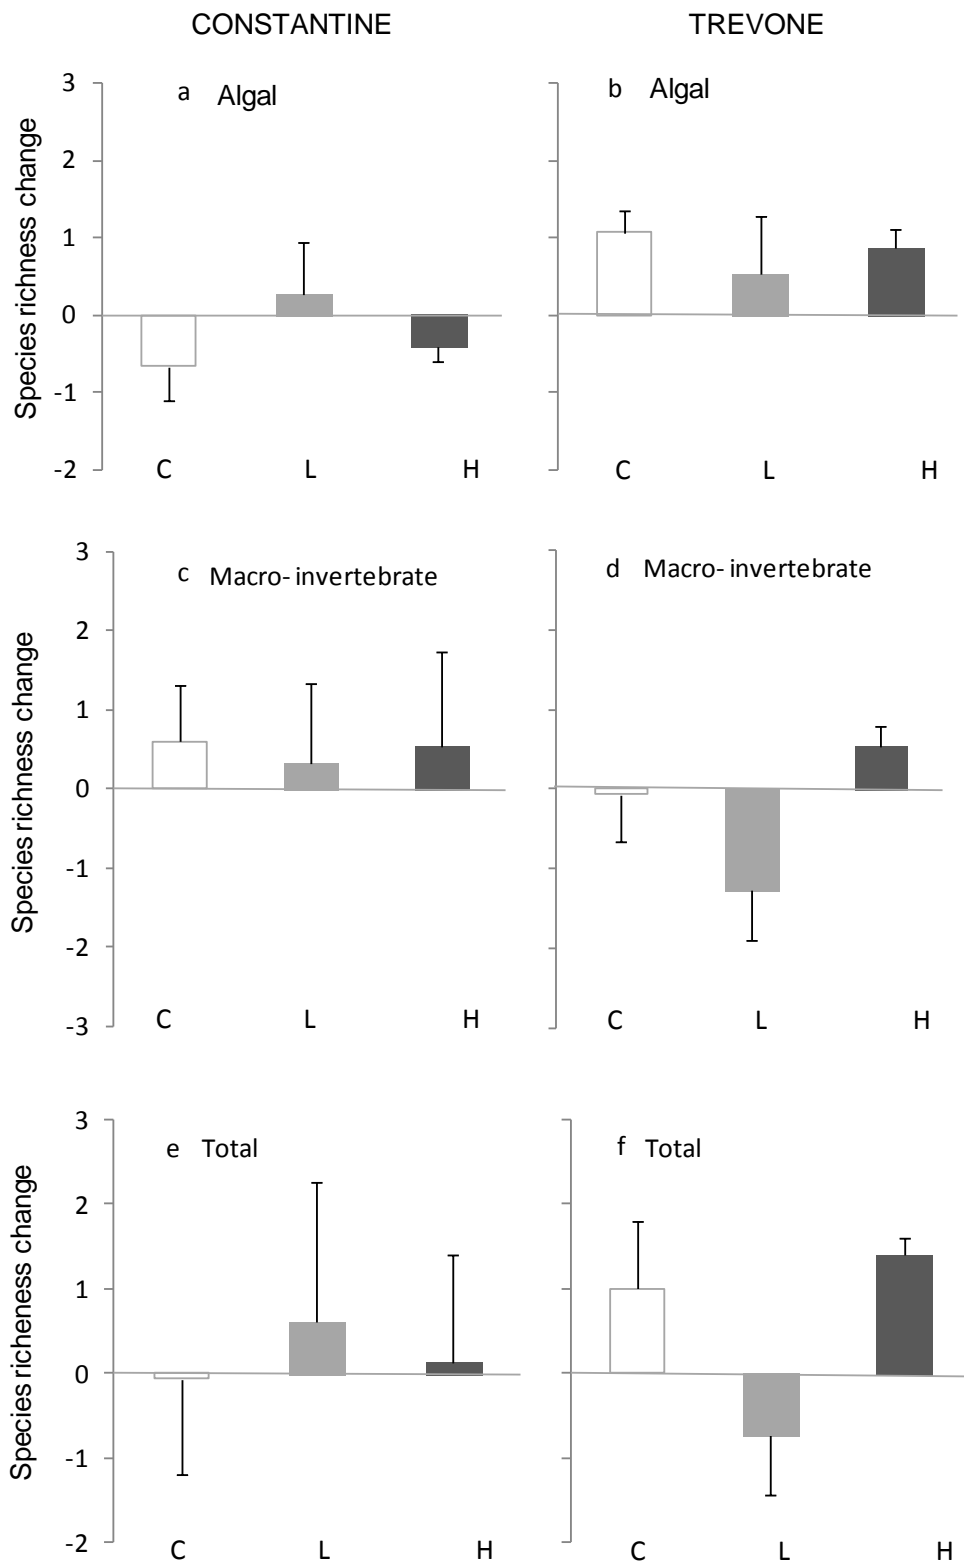 CONSTANTINE TREVONE
a Algal
b Algal
Species richness change
3
2
1
0
-1
-2
C L H
C L H
c Macro- invertebrate
d Macro- invertebrate
Species richness change
3
2
1
0
-1
-2
-3
C L H
C L H
e Total
f Total
Species richeness change
3
2
1
0
-1
-2
C L H
C L H